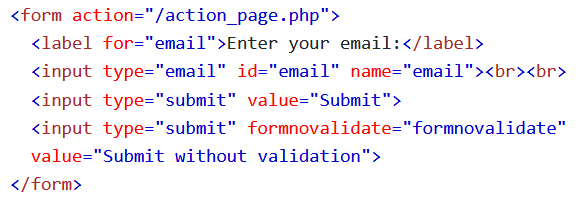 <form action="/action_page.php">
  <label for="email">Enter your email:</label>
  <input type="email" id="email" name="email"><br><br>
  <input type="submit" value="Submit">
  <input type="submit" formnovalidate="formnovalidate"
  value="Submit without validation">
</form>